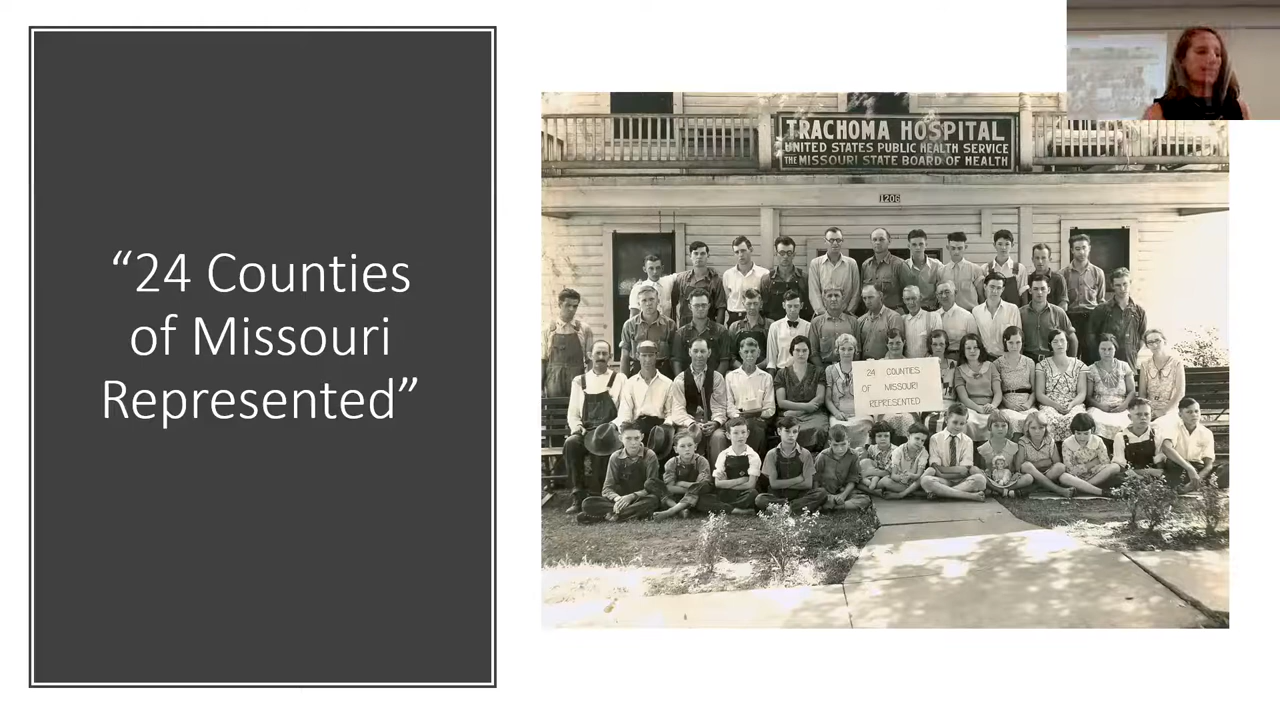 “24 Counties
of Missouri
Represented”
TRACHOMA HOSPITAL
UNITED STATES PUBLIC HEALTH SERVICE
THE MISSOURI STATE BOARD OF HEALTH
1206
24 COUNTIES
OF MISSOURI
REPRESENTED